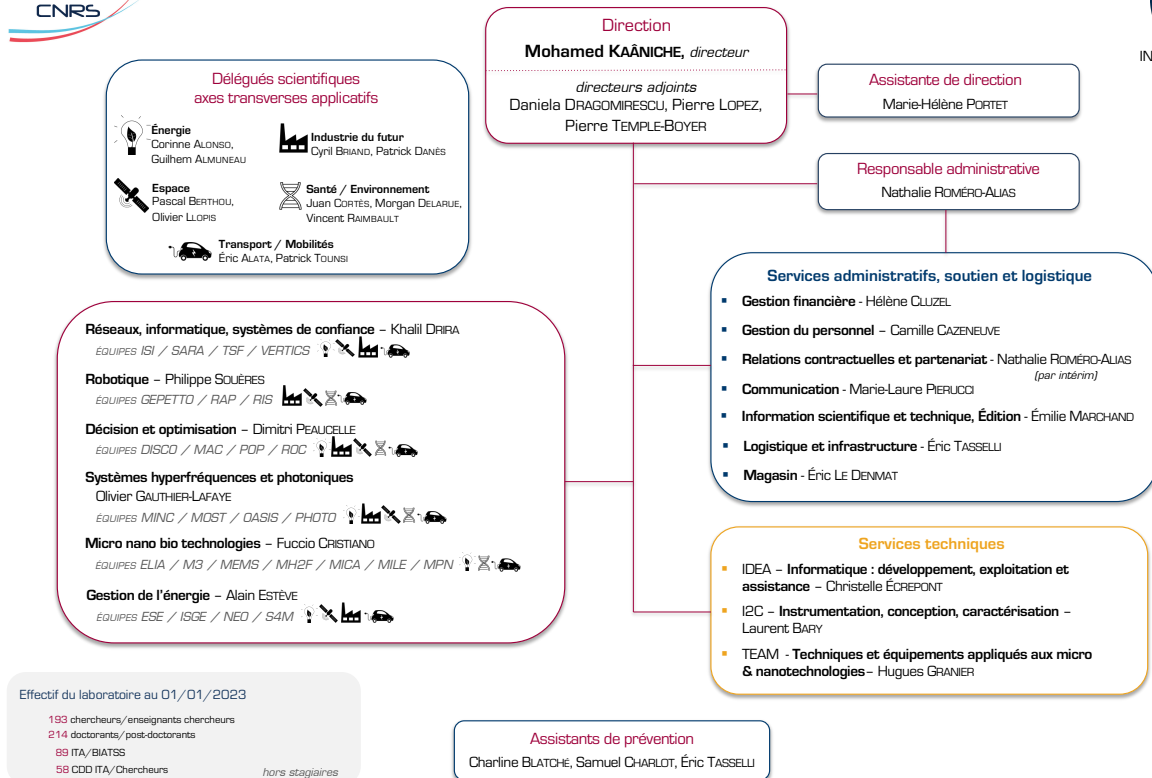 CNRS
IN
Direction
Mohamed KAÂNICHE, directeur
directeurs adjoints
Daniela DRAGOMIRESCU, Pierre LOPEZ,
Pierre TEMPLE-BOYER
Assistante de direction
Marie-Hélène PORTET
Responsable administrative
Nathalie ROMÉRO-ALIAS
Délégués scientifiques
axes transverses applicatifs
Énergie
Corinne ALONSO,
Guilhem ALMUNEAU
Industrie du futur
Cyril BRIAND, Patrick DANÈS
Espace
Pascal BERTHOU,
Olivier LLOPIS
Santé / Environnement
Juan CORTÈS, Morgan DELARUE,
Vincent RAIMBAULT
Transport / Mobilités
Éric ALATA, Patrick TOUNSI
Réseaux, informatique, systèmes de confiance – Khalil DRIRA
ÉQUIPES ISI / SARA / TSF / VERTICS
Robotique – Philippe SOUÈRES
ÉQUIPES GEPETTO / RAP / RIS
Décision et optimisation – Dimitri PEAUCELLE
ÉQUIPES DISCO / MAC / POP / ROC
Systèmes hyperfréquences et photoniques
Olivier GAUTHIER-LAFAYE
ÉQUIPES MINC / MOST / OASIS / PHOTO
Micro nano bio technologies – Fuccio CRISTIANO
ÉQUIPES ELIA / M3 / MEMS / MH2F / MICA / MILE / MPN
Gestion de l'énergie – Alain ESTÈVE
ÉQUIPES ESE / ISGE / NEO / S4M
Services administratifs, soutien et logistique
▪ Gestion financière - Hélène CLUZEL
▪ Gestion du personnel – Camille CAZENEUVE
▪ Relations contractuelles et partenariat - Nathalie ROMÉRO-ALIAS
(par intérim)
▪ Communication - Marie-Laure PIERUCCI
▪ Information scientifique et technique, Édition - Émilie MARCHAND
▪ Logistique et infrastructure - Éric TASSELLI
▪ Magasin - Éric LE DENMAT
Services techniques
▪ IDEA – Informatique : développement, exploitation et
assistance – Christelle ÉCREPONT
▪ I2C – Instrumentation, conception, caractérisation –
Laurent BARY
▪ TEAM - Techniques et équipements appliqués aux micro
& nanotechnologies– Hugues GRANIER
Effectif du laboratoire au 01/01/2023
193 chercheurs/enseignants chercheurs
214 doctorants/post-doctorants
89 ITA/BIATSS
58 CDD ITA/Chercheurs
hors stagiaires
Assistants de prévention
Charline BLATCHÉ, Samuel CHARLOT, Éric TASSELLI